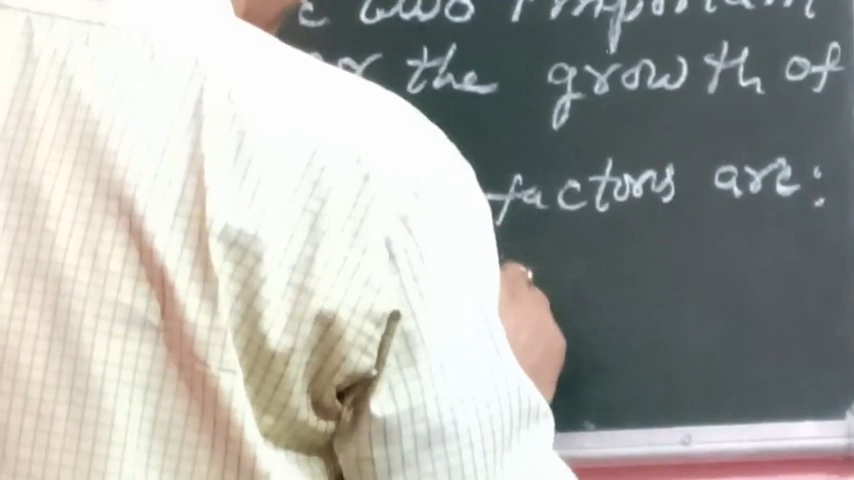 two important
the growth of
factors are: